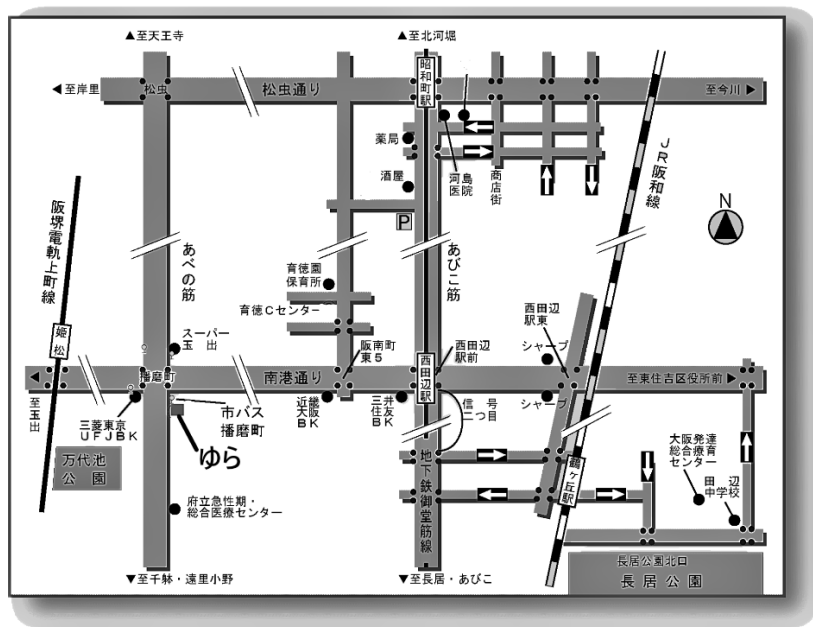 ▲至天王寺
▲至北河堀
◀至岸里
松虫
松虫通り
昭和町駅
至今川▶
薬局
酒屋
河島
医院
商店街
JR阪和線
N
P
阪堺電軌上町線
あべの筋
あびこ筋
育徳園
保育所
育徳Cセンター
姫松
スーパー
玉出
阪南町
東5
西田辺駅
西田辺
駅前
西田辺
駅東
シャープ
播磨町
南港通り
至東住吉区役所前▶
◀
至玉出
三菱東京
UFJBK
市バス
播磨町
近畿
大阪
BK
三井
住友
BK
信号
二つ目
シャープ
万代池
公園
ゆら
地下鉄御堂筋線
鶴ヶ丘駅
大阪発達
総合療育
センター
田辺
中学校
府立急性期・
総合医療センター
長居公園北口
長居公園
▼至千躰・遠里小野
▼至長居・あびこ